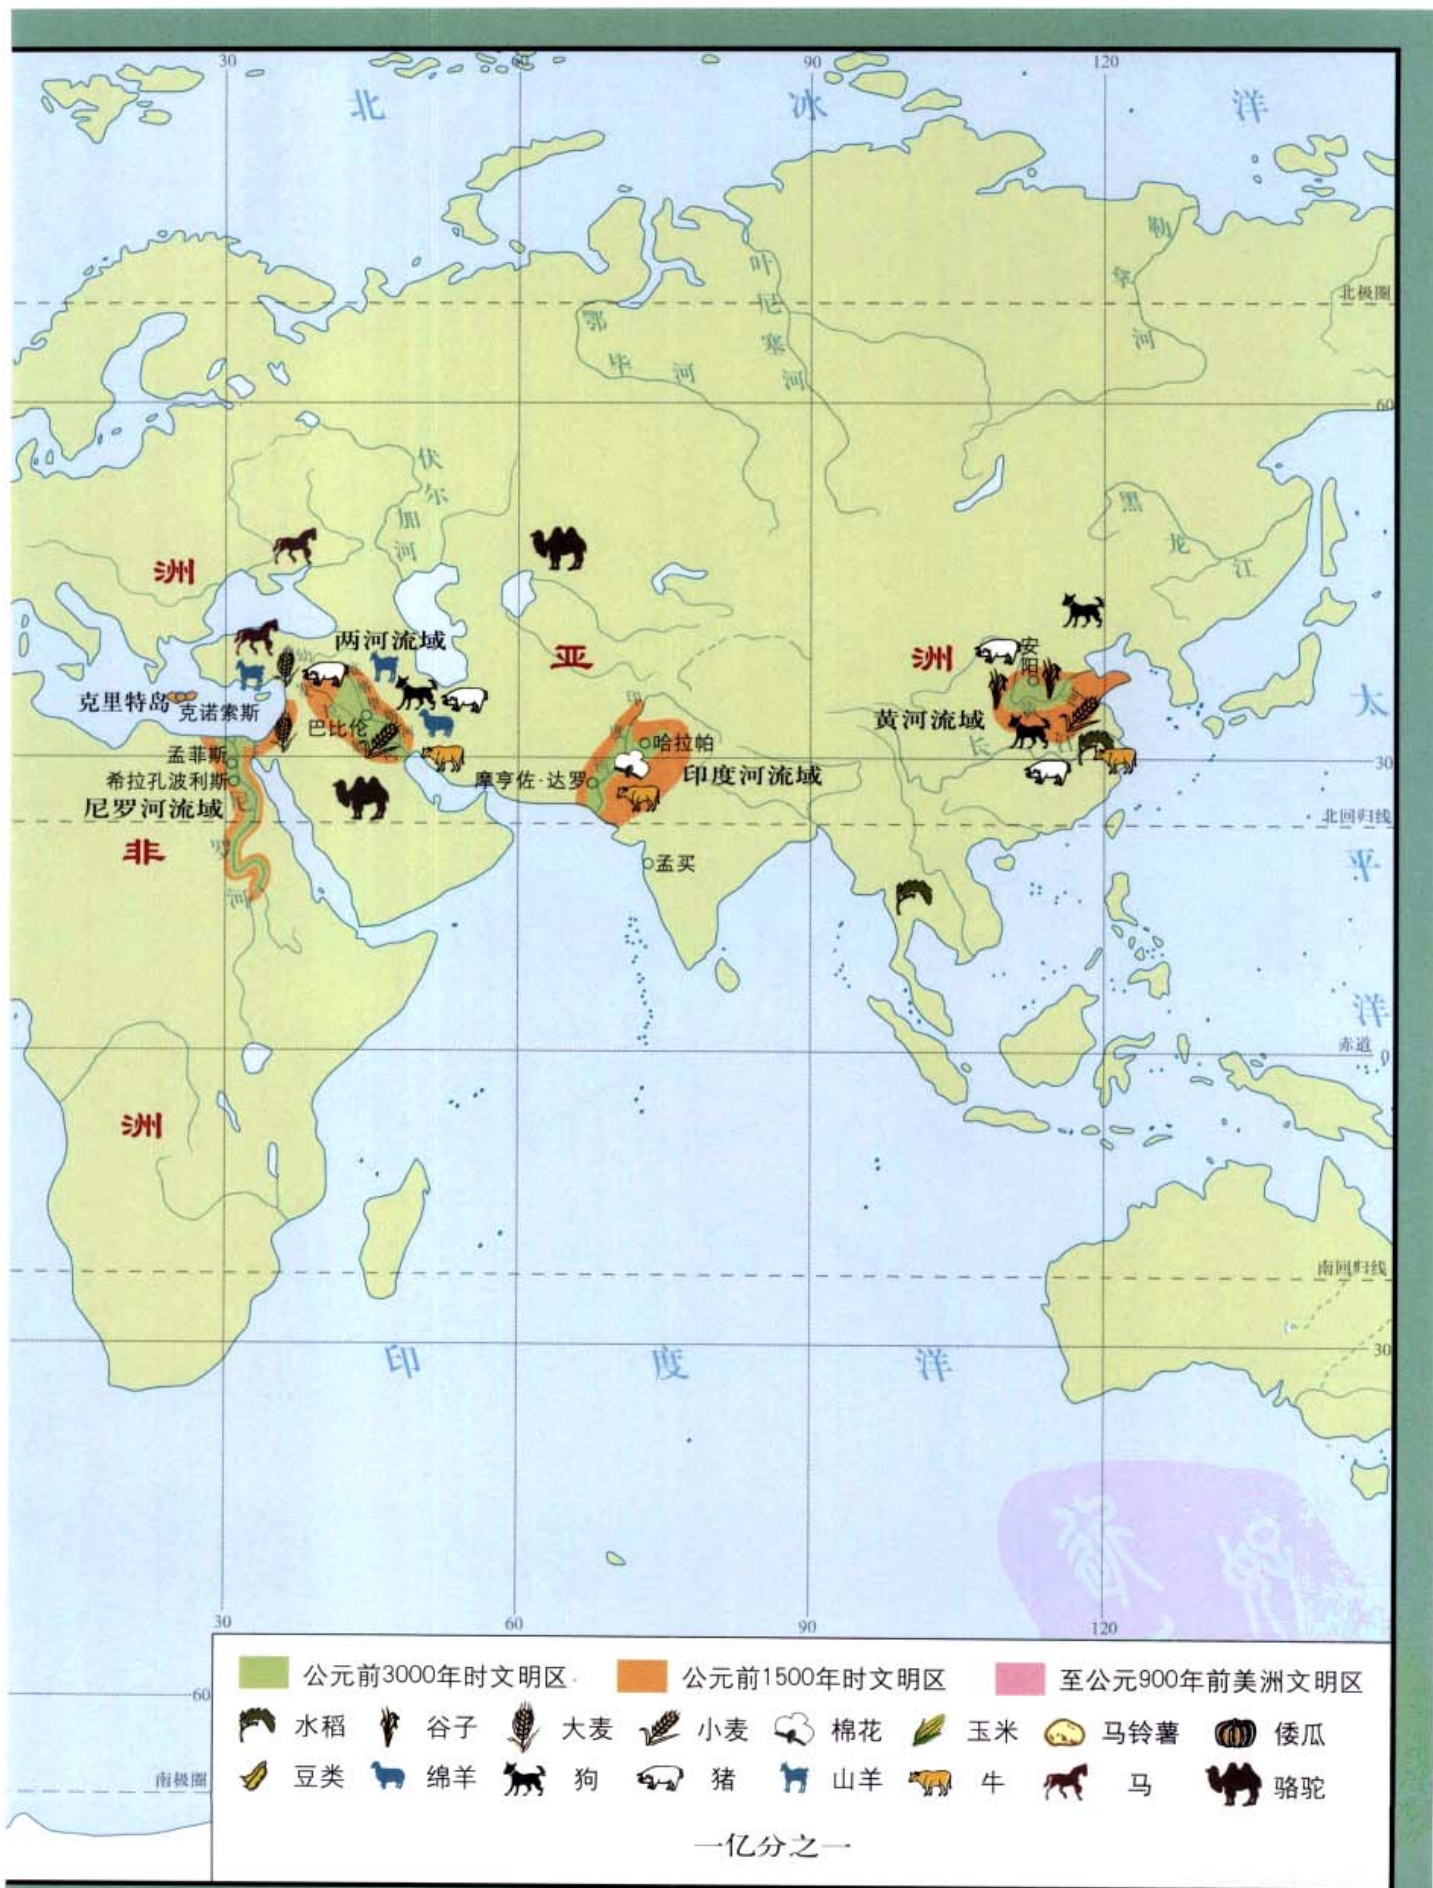 30 60 90 120
北 冰 洋
勒
拿
河
叶
尼
塞
河
北极圈
鄂
毕 河
60
伏
尔
加
河
黑
龙
江
洲
两河流域
亚
洲
安
阳
克里特岛
克诺索斯
巴比伦
印
度
河
黄河流域
长 江
太
孟菲斯
哈拉帕
希拉孔波利斯
摩亨佐·达罗
印度河流域
30
尼罗河流域
尼
罗
河
北回归线
非
孟买
平
洋
赤道 0
洲
南回归线
30
印 度 洋
30 60 90 120
60
公元前3000年时文明区
公元前1500年时文明区
至公元900年前美洲文明区
水稻 谷子 大麦 小麦 棉花 玉米 马铃薯 倭瓜
豆类 绵羊 狗 猪 山羊 牛 马 骆驼
南极圈
一亿分之一